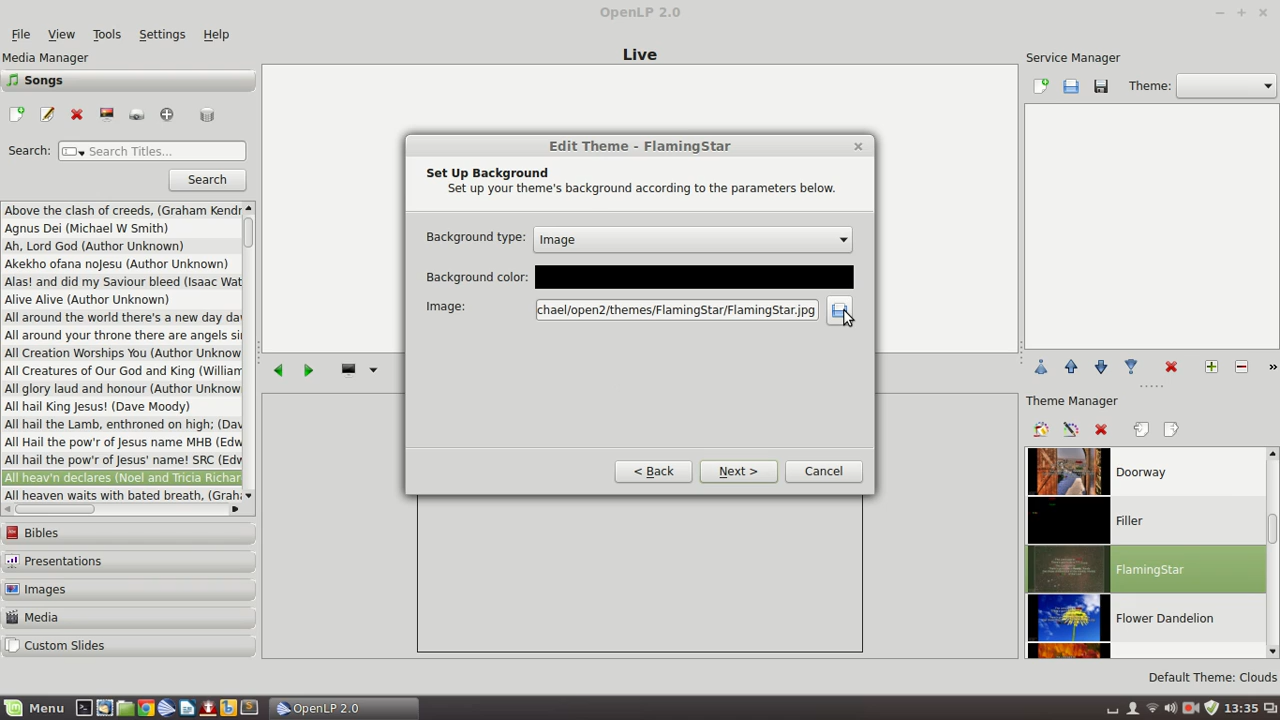 OpenLP 2.0
File View Tools Settings Help
Media Manager
Songs
Search: Search Titles...
Search
Above the clash of creeds, (Graham Kendr
Agnus Dei (Michael W Smith)
Ah, Lord God (Author Unknown)
Akekho ofana noJesu (Author Unknown)
Alas! and did my Saviour bleed (Isaac Wat
Alive Alive (Author Unknown)
All around the world there's a new day da
All around your throne there are angels si
All Creation Worships You (Author Unknow
All Creatures of Our God and King (William
All glory laud and honour (Author Unknow
All hail King Jesus! (Dave Moody)
All hail the Lamb, enthroned on high; (Dav
All Hail the pow'r of Jesus name MHB (Edw
All hail the pow'r of Jesus' name! SRC (Edw
All heav'n declares (Noel and Tricia Richar
All heaven waits with bated breath, (Graha
Bibles
Presentations
Images
Media
Custom Slides
Live
Edit Theme - FlamingStar
Set Up Background
Set up your theme's background according to the parameters below.
Background type: Image
Background color:
Image: chael/open2/themes/FlamingStar/FlamingStar.jpg
< Back Next > Cancel
Service Manager
Theme:
»
Theme Manager
Doorway
Filler
FlamingStar
Flower Dandelion
Default Theme: Clouds
Menu OpenLP 2.0 13:35